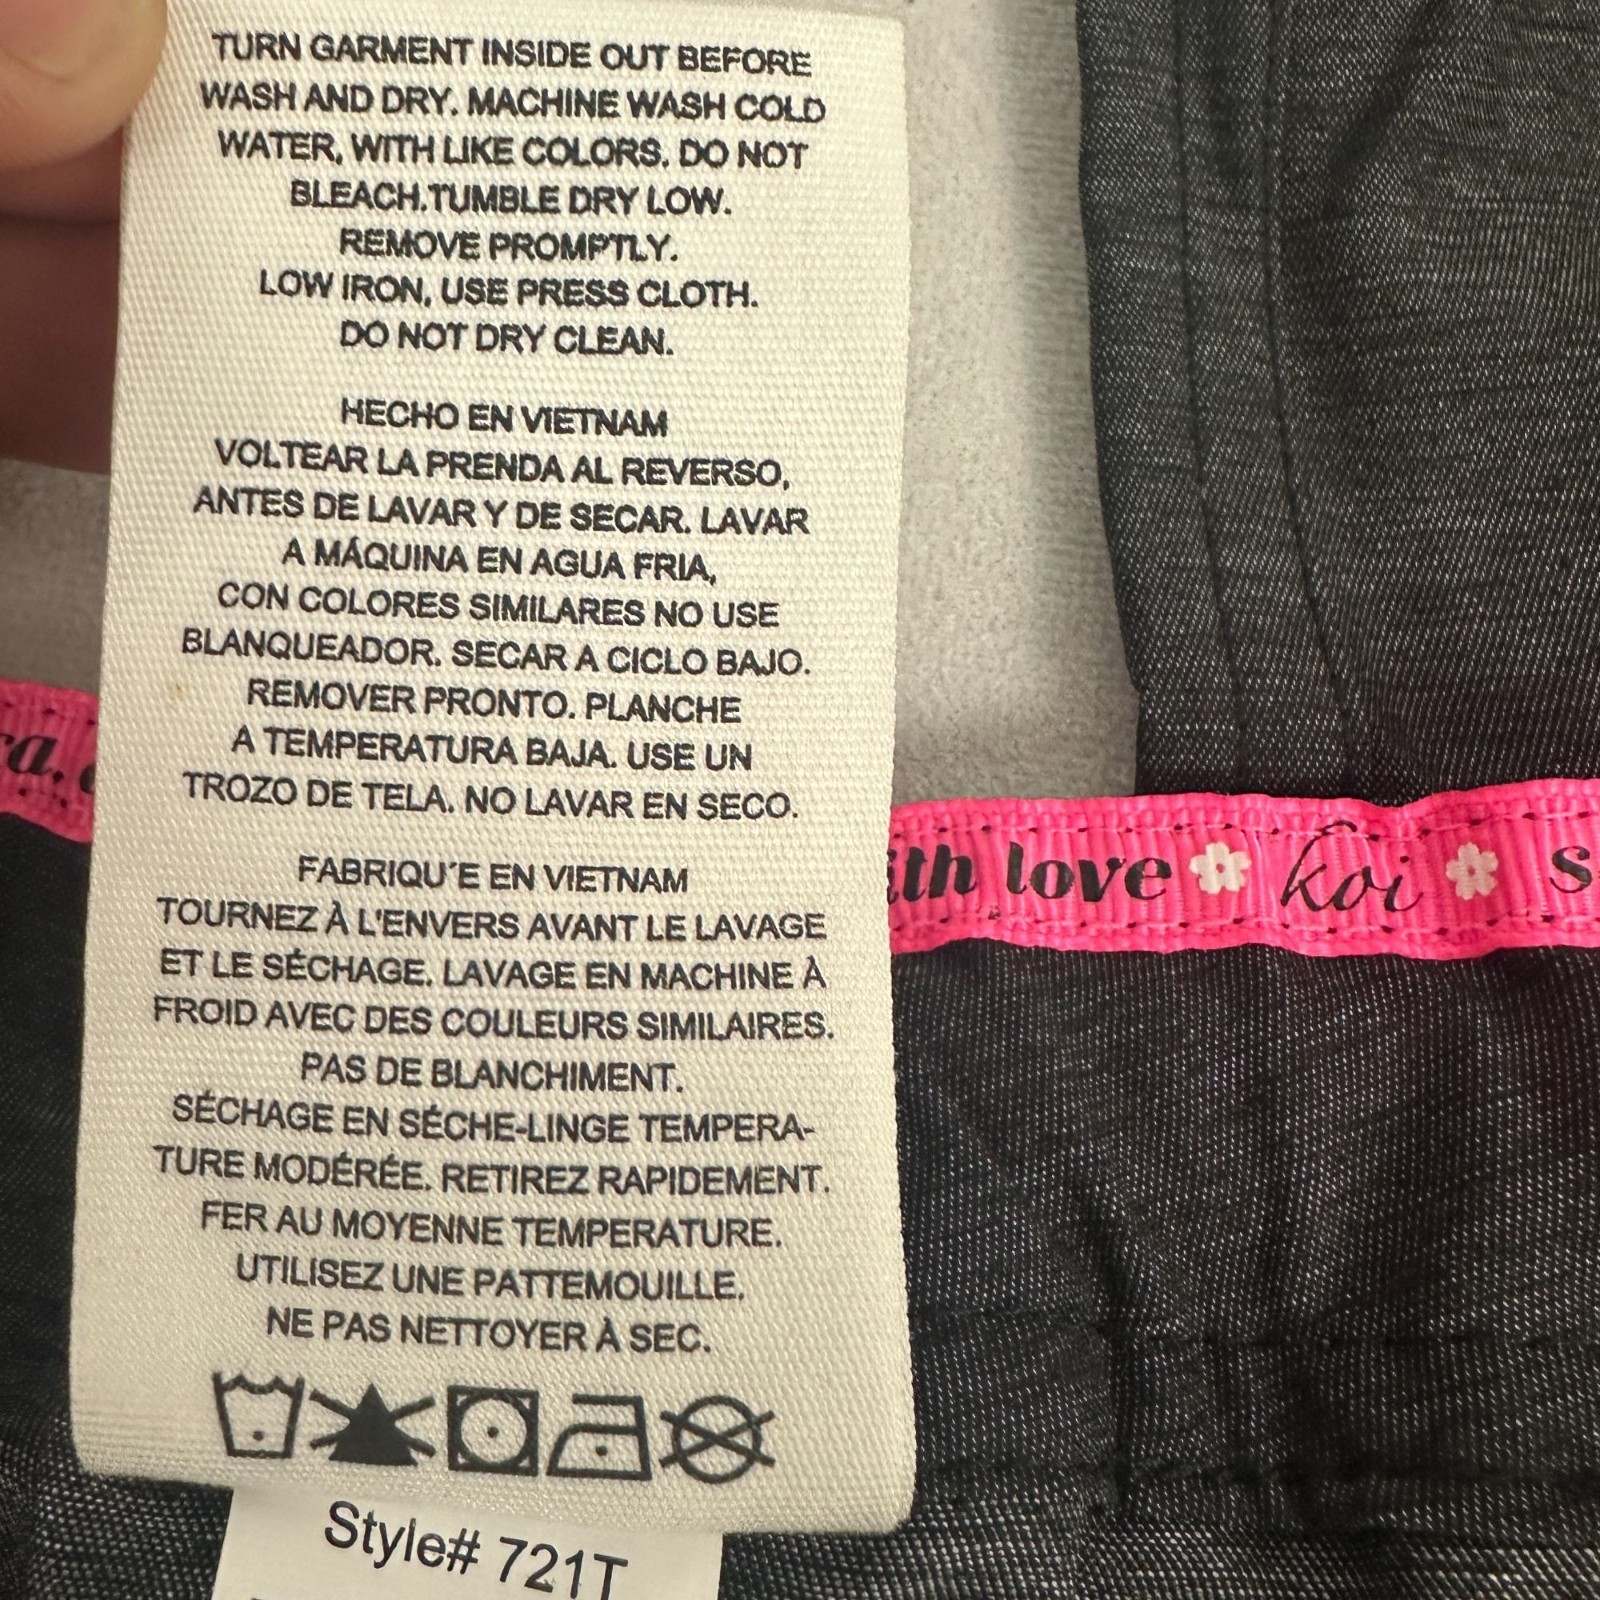 TURN GARMENT INSIDE OUT BEFORE
WASH AND DRY. MACHINE WASH COLD
WATER, WITH LIKE COLORS. DO NOT
BLEACH.TUMBLE DRY LOW.
REMOVE PROMPTLY.
LOW IRON, USE PRESS CLOTH.
DO NOT DRY CLEAN.
HECHO EN VIETNAM
VOLTEAR LA PRENDA AL REVERSO,
ANTES DE LAVAR Y DE SECAR. LAVAR
A MÁQUINA EN AGUA FRIA,
CON COLORES SIMILARES NO USE
BLANQUEADOR. SECAR A CICLO BAJO.
REMOVER PRONTO. PLANCHE
A TEMPERATURA BAJA. USE UN
TROZO DE TELA. NO LAVAR EN SECO.
FABRIQU´E EN VIETNAM
TOURNEZ À L'ENVERS AVANT LE LAVAGE
ET LE SÉCHAGE. LAVAGE EN MACHINE À
FROID AVEC DES COULEURS SIMILAIRES.
PAS DE BLANCHIMENT.
SÉCHAGE EN SÉCHE-LINGE TEMPERA-
TURE MODÉRÉE. RETIREZ RAPIDEMENT.
FER AU MOYENNE TEMPERATURE.
UTILISEZ UNE PATTEMOUILLE.
NE PAS NETTOYER À SEC.
Style# 721T
love koi